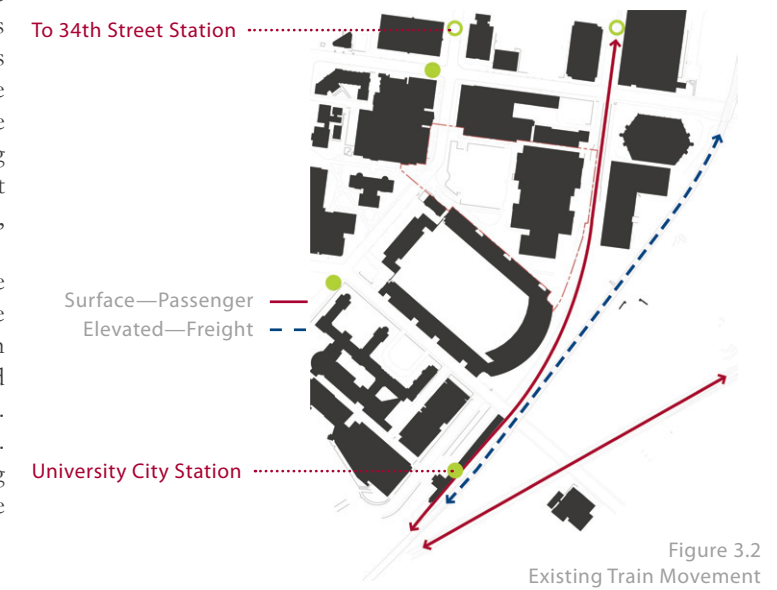 To 34th Street Station
Surface—Passenger
Elevated—Freight
University City Station
Figure 3.2
Existing Train Movement